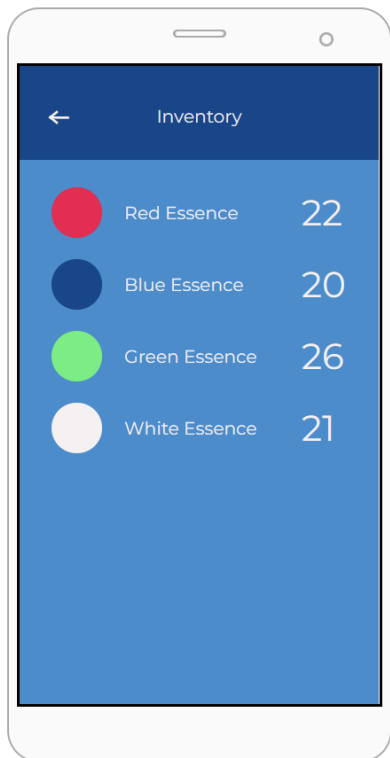 Inventory
Red Essence 22
Blue Essence 20
Green Essence 26
White Essence 21